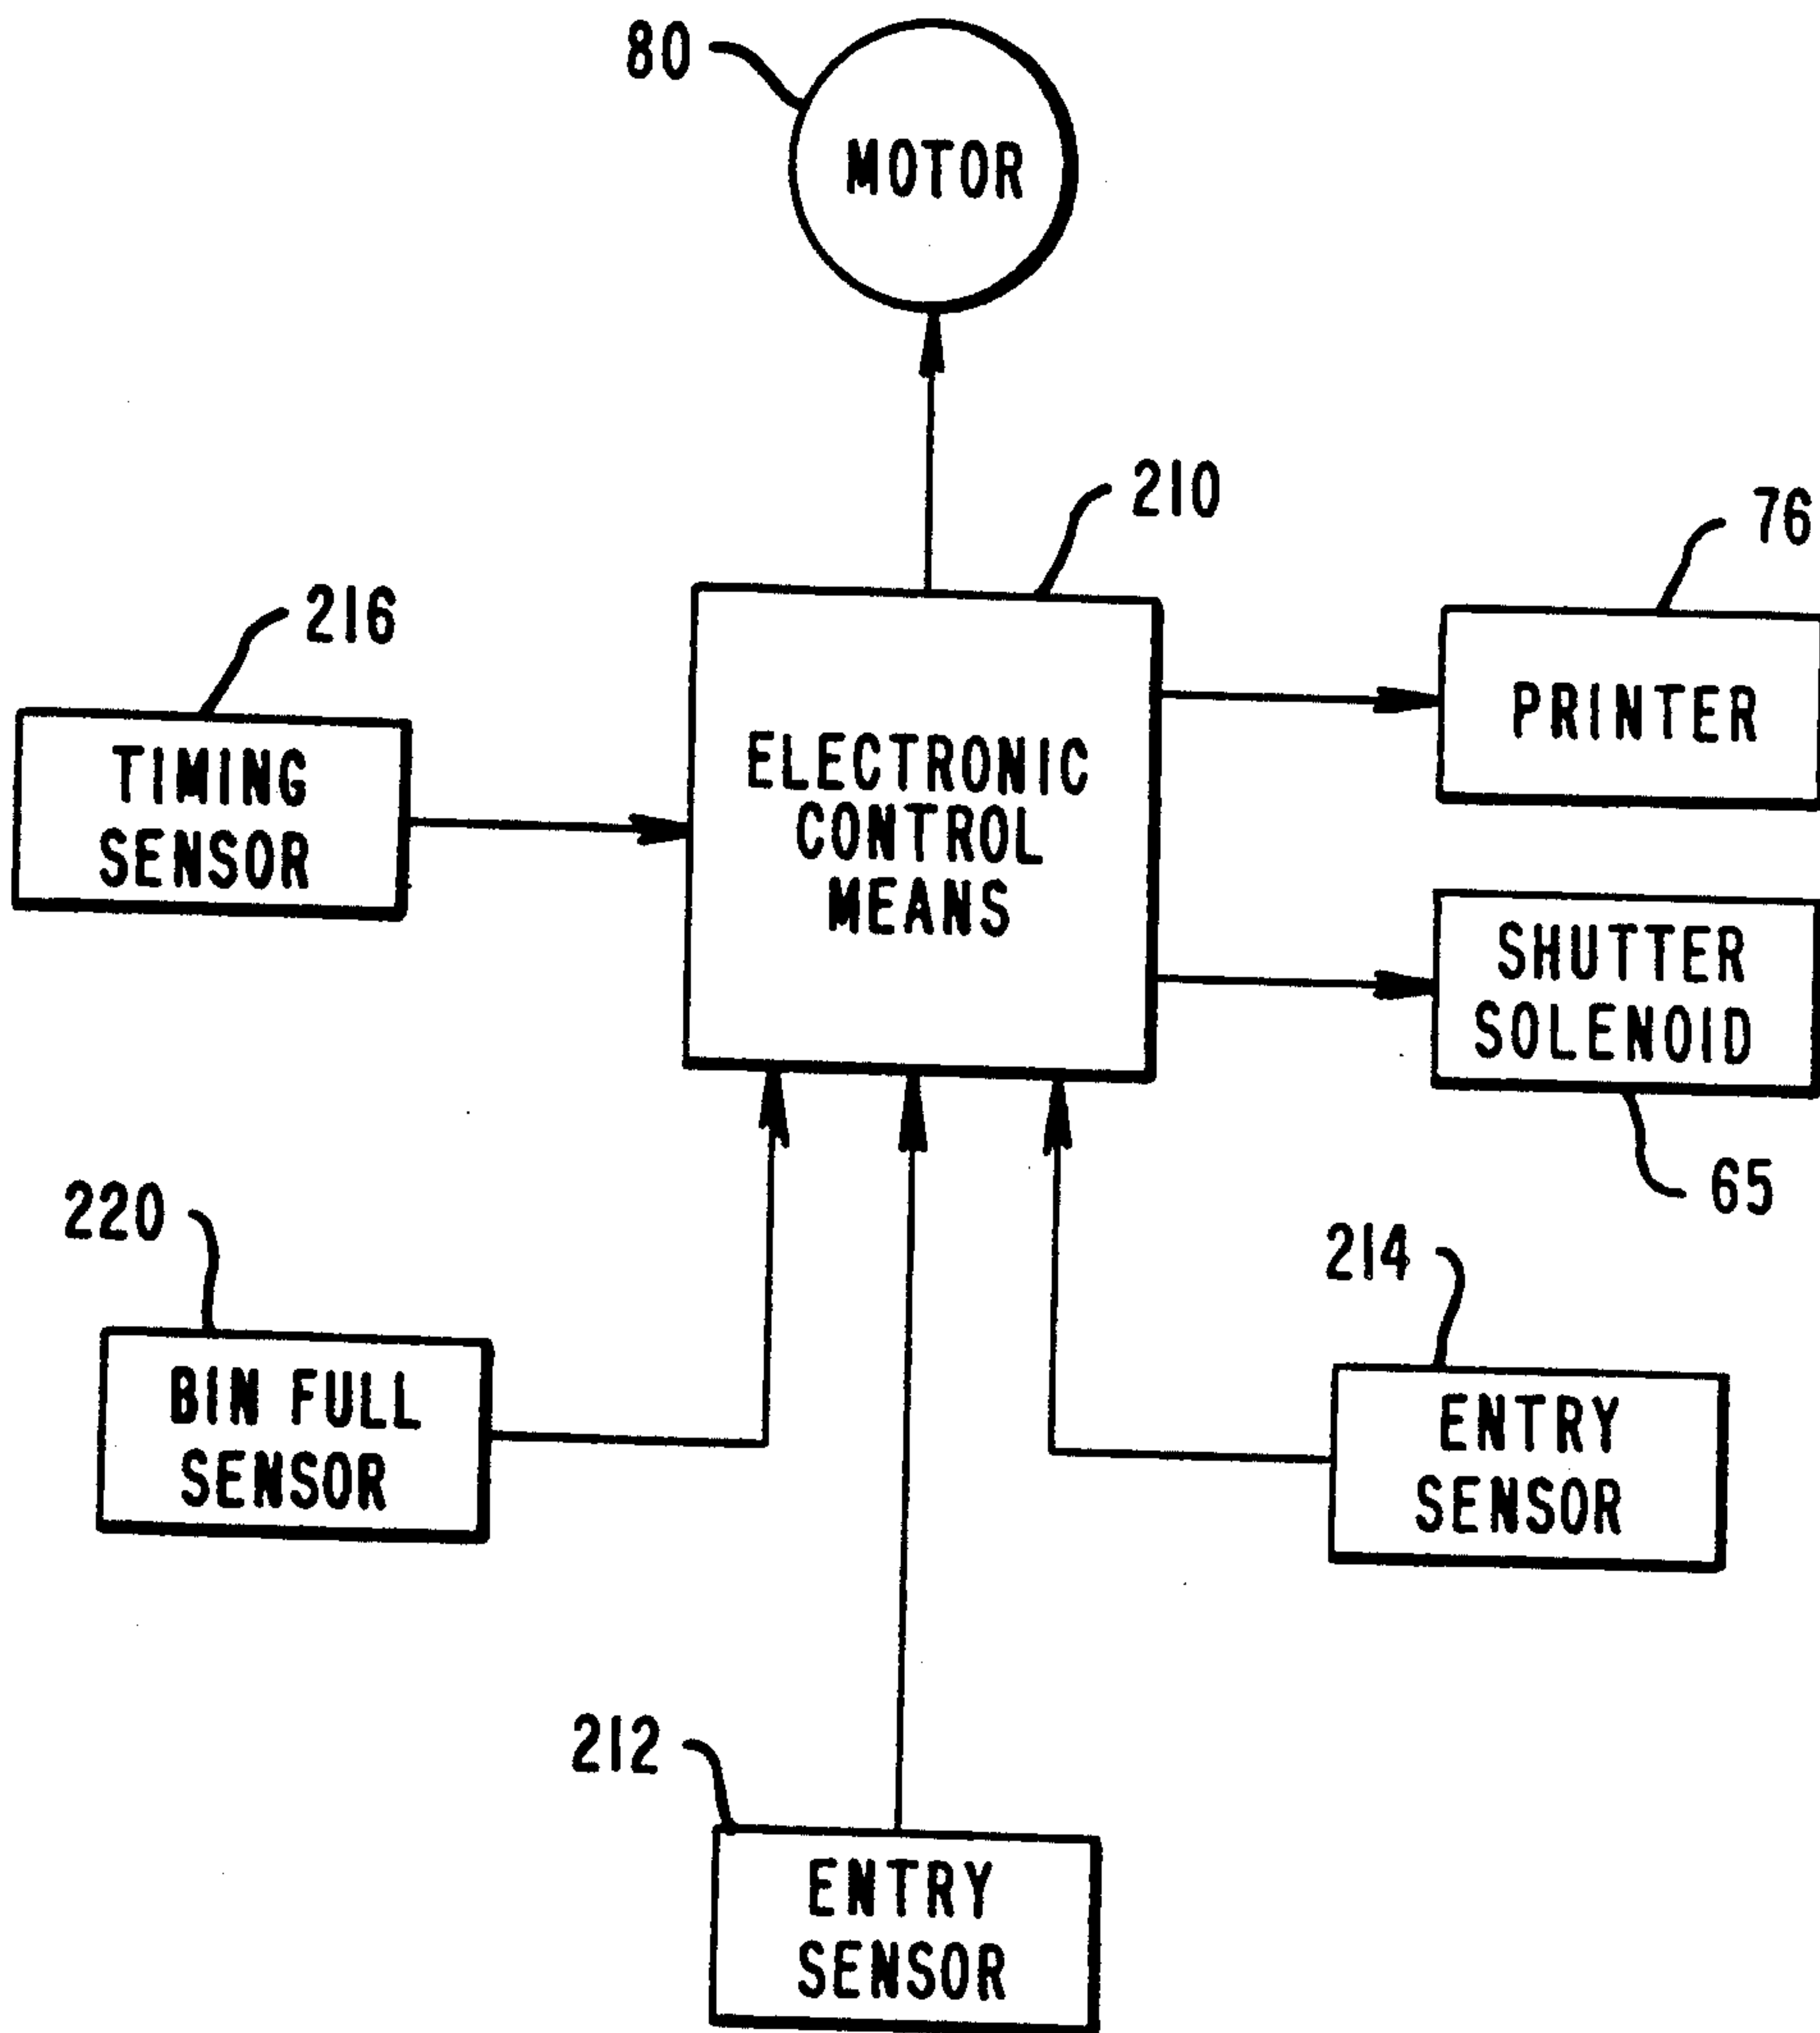 80
MOTOR
210
76
216
PRINTER
TIMING
SENSOR
ELECTRONIC
CONTROL
MEANS
SHUTTER
SOLENOID
65
220
214
BIN FULL
SENSOR
ENTRY
SENSOR
212
ENTRY
SENSOR